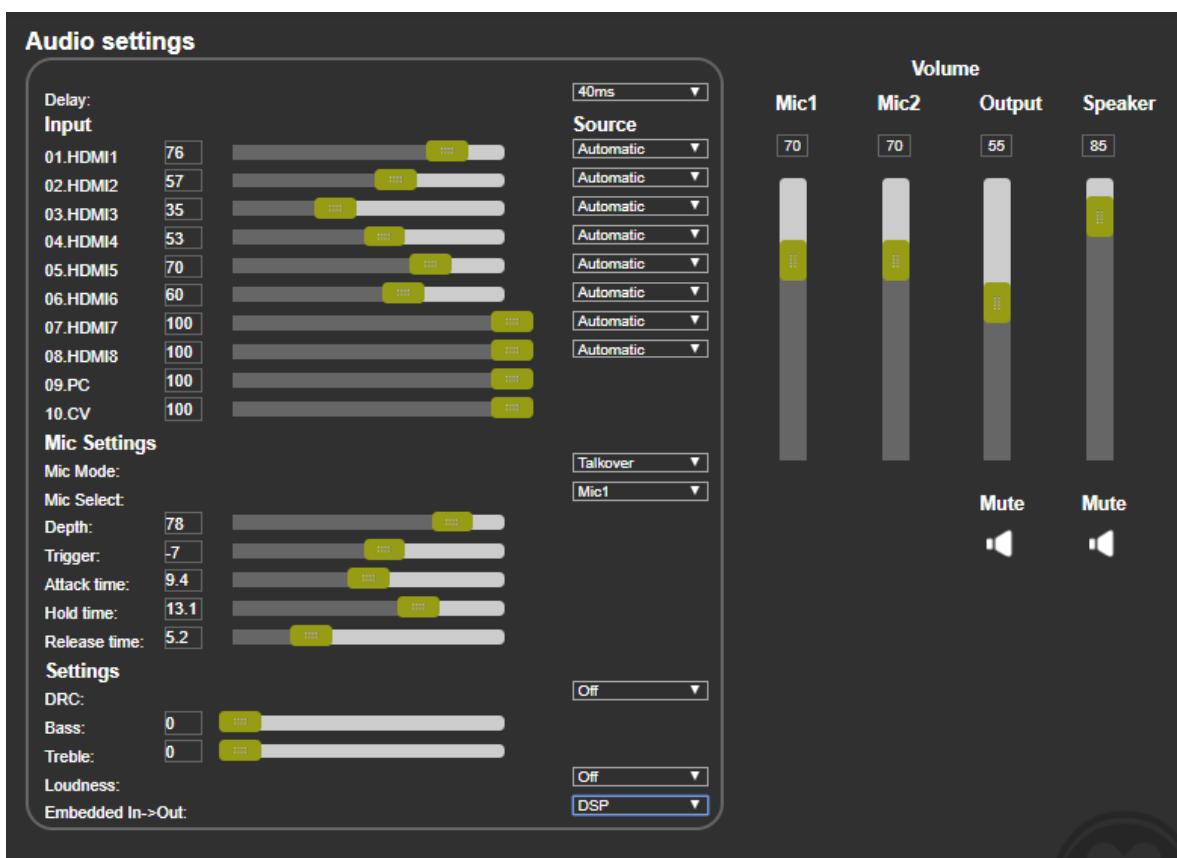 Audio settings
Delay: 40ms
Input Source
01.HDMI1 76 Automatic
02.HDMI2 57 Automatic
03.HDMI3 35 Automatic
04.HDMI4 53 Automatic
05.HDMI5 70 Automatic
06.HDMI6 60 Automatic
07.HDMI7 100 Automatic
08.HDMI8 100 Automatic
09.PC 100
10.CV 100
Mic Settings
Mic Mode: Talkover
Mic Select: Mic1
Depth: 78
Trigger: -7
Attack time: 9.4
Hold time: 13.1
Release time: 5.2
Settings
DRC: Off
Bass: 0
Treble: 0
Loudness: Off
Embedded In->Out: DSP
Volume
Mic1 Mic2 Output Speaker
70 70 55 85
Mute Mute